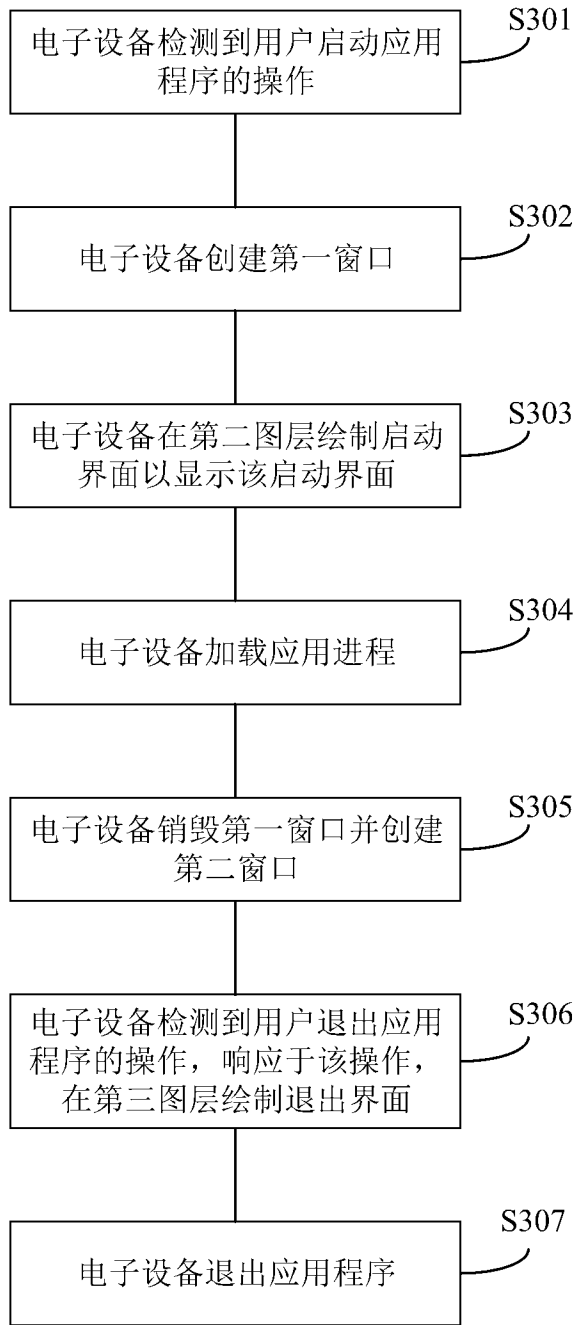 S301
电子设备检测到用户启动应用
程序的操作
S302
电子设备创建第一窗口
S303
电子设备在第二图层绘制启动
界面以显示该启动界面
S304
电子设备加载应用进程
S305
电子设备销毁第一窗口并创建
第二窗口
S306
电子设备检测到用户退出应用
程序的操作，响应于该操作，
在第三图层绘制退出界面
S307
电子设备退出应用程序